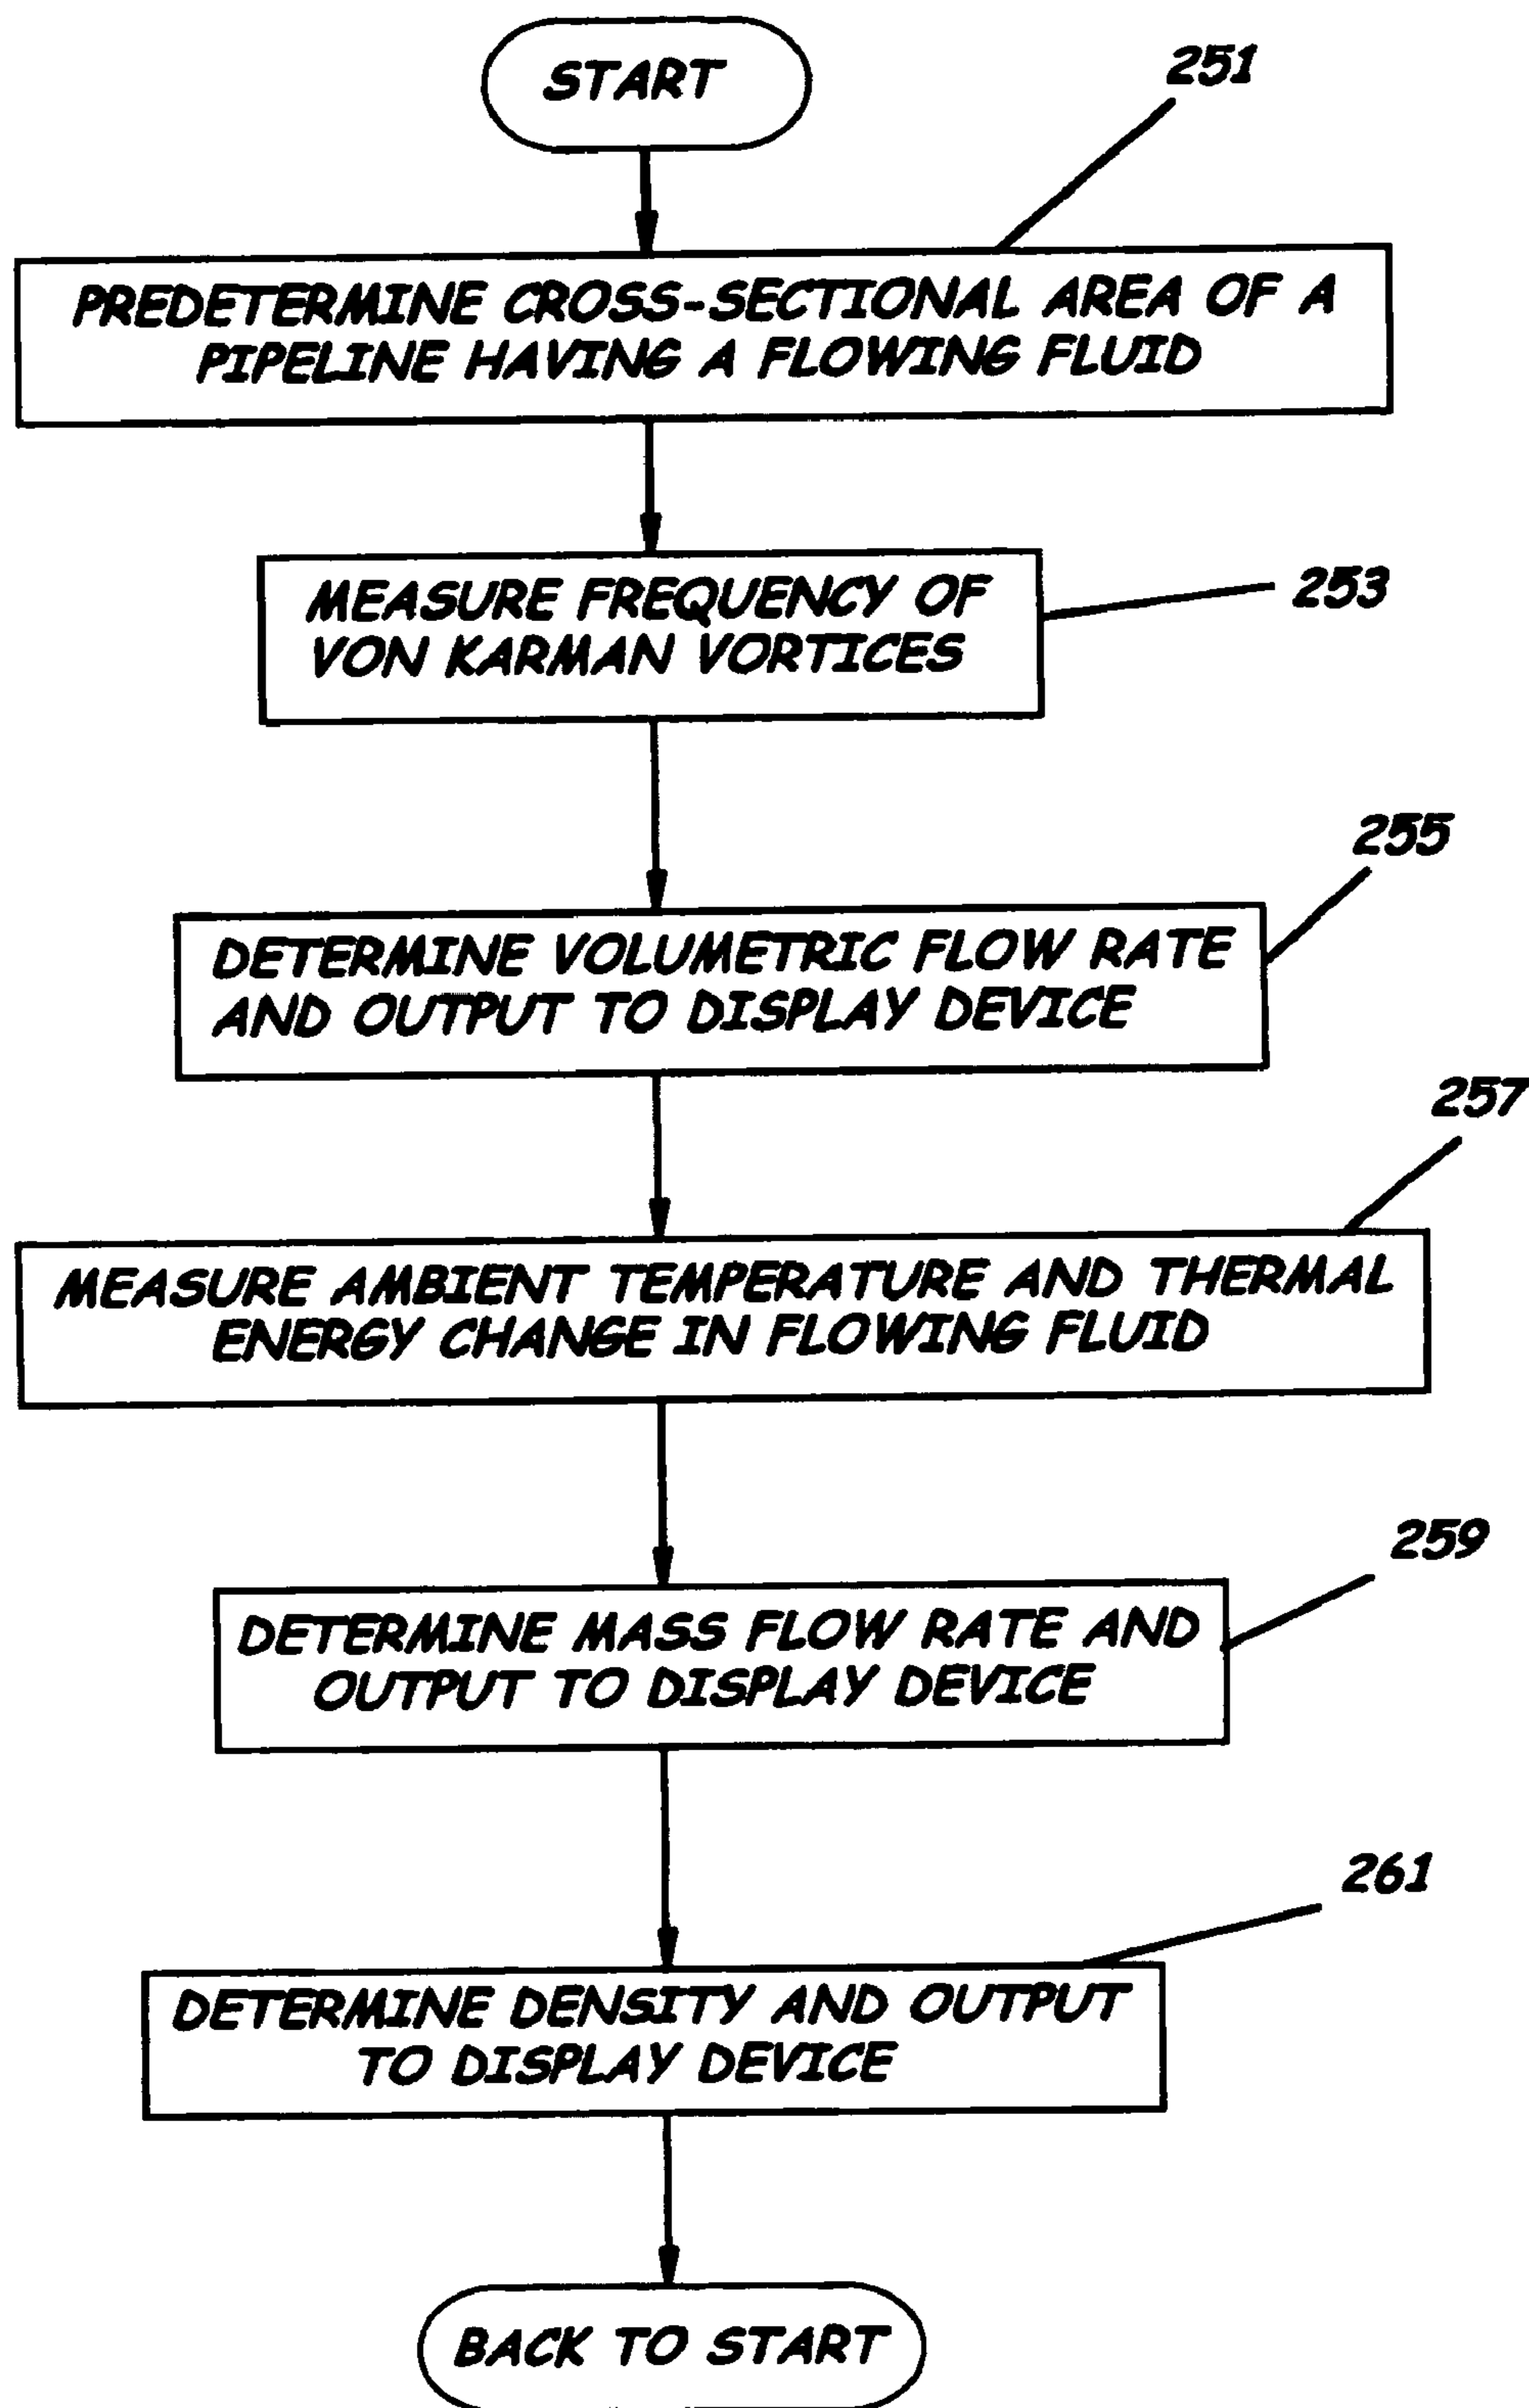 START
251
PREDETERMINE CROSS-SECTIONAL AREA OF A
PIPELINE HAVING A FLOWING FLUID
MEASURE FREQUENCY OF
VON KARMAN VORTICES
253
255
DETERMINE VOLUMETRIC FLOW RATE
AND OUTPUT TO DISPLAY DEVICE
257
MEASURE AMBIENT TEMPERATURE AND THERMAL
ENERGY CHANGE IN FLOWING FLUID
259
DETERMINE MASS FLOW RATE AND
OUTPUT TO DISPLAY DEVICE
261
DETERMINE DENSITY AND OUTPUT
TO DISPLAY DEVICE
BACK TO START